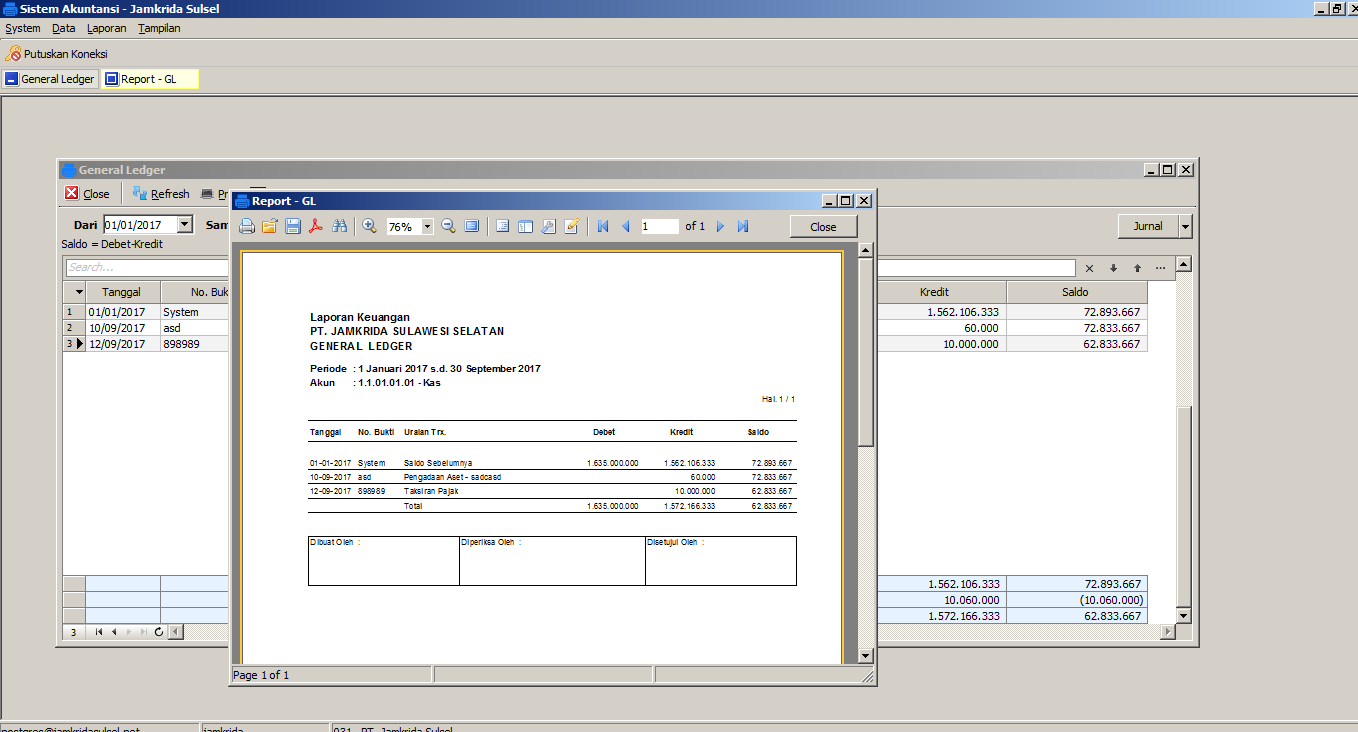 Sistem Akuntansi - Jamkrida Sulsel
System Data Laporan Tampilan
Putuskan Koneksi
General Ledger Report - GL
General Ledger
Close Refresh
Dari 01/01/2017
Jurnal
Saldo = Debet-Kredit
Search...
Tanggal No. Kredit Saldo
1 01/01/2017 System 1.562.106.333 72.893.667
2 10/09/2017 asd 60.000 72.833.667
3 12/09/2017 898989 10.000.000 62.833.667
1.562.106.333 72.893.667
10.060.000 (10.060.000)
1.572.166.333 62.833.667
3
Report - GL
76% 1 of 1 Close
Laporan Keuangan
PT. JAMKRIDA SULAWESI SELATAN
GENERAL LEDGER
Periode : 1 Januari 2017 s.d. 30 September 2017
Akun : 1.1.01.01.01 - Kas
Hal. 1 / 1
Tanggal No. Bukti Uraian Trx. Debet Kredit Saldo
01-01-2017 System Saldo Sebelumnya 1.635.000.000 1.562.106.333 72.893.667
10-09-2017 asd Pengadaan Aset - sadcasd 60.000 72.833.667
12-09-2017 898989 Taksiran Pajak 10.000.000 62.833.667
Total 1.635.000.000 1.572.166.333 62.833.667
Dibuat Oleh : Diperiksa Oleh : Disetujui Oleh :
Page 1 of 1
postgres@jamkridasulsel.net jamkrida 031 - PT. Jamkrida Sulsel